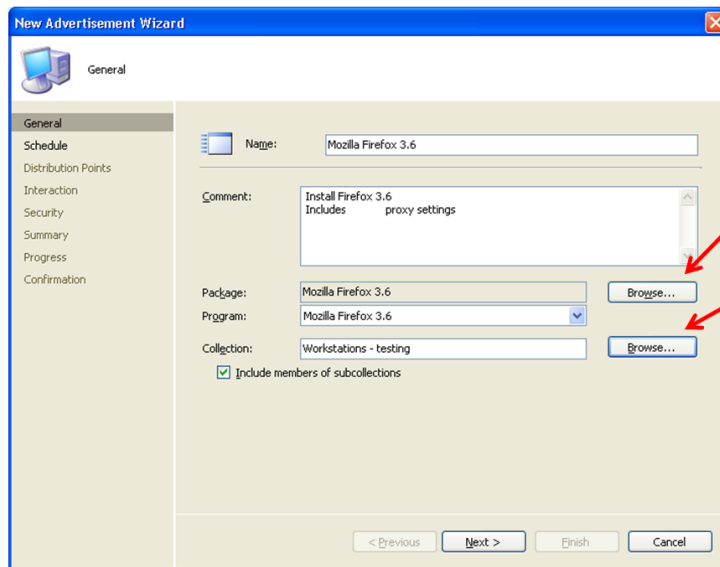 New Advertisement Wizard
General
General
Schedule
Distribution Points
Interaction
Security
Summary
Progress
Confirmation
Name: Mozilla Firefox 3.6
Comment: Install Firefox 3.6
Includes proxy settings
Package: Mozilla Firefox 3.6 Browse...
Program: Mozilla Firefox 3.6
Collection: Workstations - testing Browse...
Include members of subcollections
< Previous Next > Finish Cancel